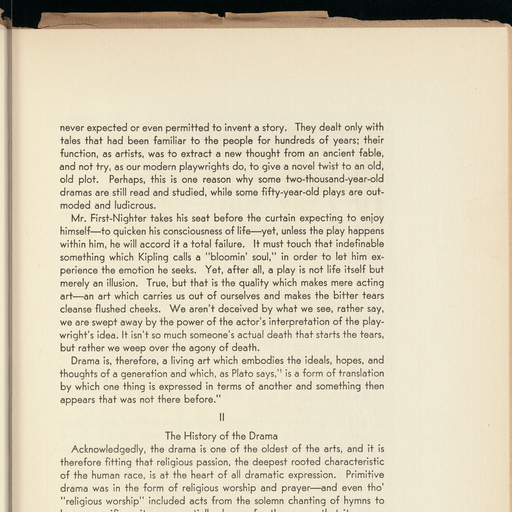 never expected or even permitted to invent a story. They dealt only with
tales that had been familiar to the people for hundreds of years; their
function, as artists, was to extract a new thought from an ancient fable,
and not try, as our modern playwrights do, to give a novel twist to an old,
old plot. Perhaps, this is one reason why some two-thousand-year-old
dramas are still read and studied, while some fifty-year-old plays are out-
moded and ludicrous.
Mr. First-Nighter takes his seat before the curtain expecting to enjoy
himself—to quicken his consciousness of life—yet, unless the play happens
within him, he will accord it a total failure. It must touch that indefinable
something which Kipling calls a "bloomin' soul," in order to let him ex-
perience the emotion he seeks. Yet, after all, a play is not life itself but
merely an illusion. True, but that is the quality which makes mere acting
art—an art which carries us out of ourselves and makes the bitter tears
cleanse flushed cheeks. We aren't deceived by what we see, rather say,
we are swept away by the power of the actor's interpretation of the play-
wright's idea. It isn't so much someone's actual death that starts the tears,
but rather we weep over the agony of death.
Drama is, therefore, a living art which embodies the ideals, hopes, and
thoughts of a generation and which, as Plato says," is a form of translation
by which one thing is expressed in terms of another and something then
appears that was not there before."
II
The History of the Drama
Acknowledgedly, the drama is one of the oldest of the arts, and it is
therefore fitting that religious passion, the deepest rooted characteristic
of the human race, is at the heart of all dramatic expression. Primitive
drama was in the form of religious worship and prayer—and even tho'
"religious worship" included acts from the solemn chanting of hymns to